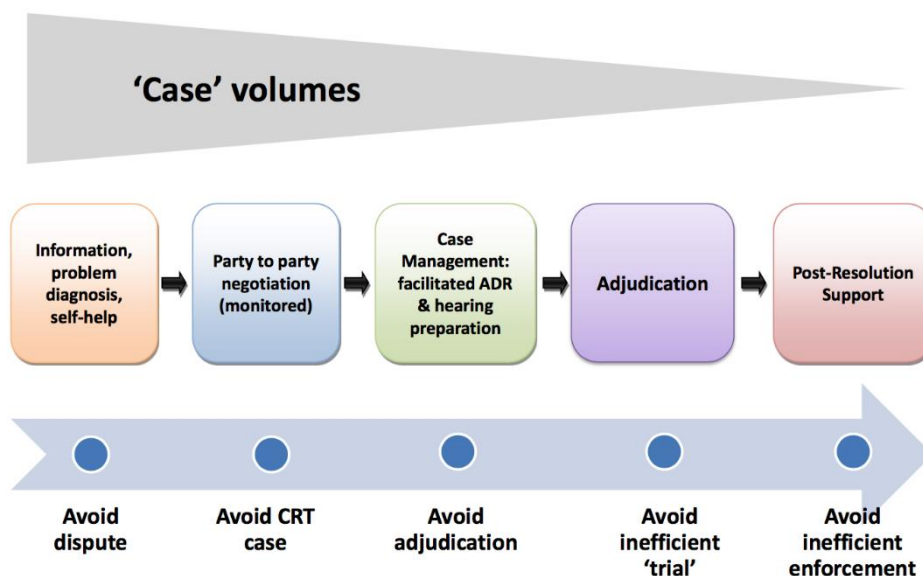 ‘Case’ volumes
Information,
problem
diagnosis,
self-help
Party to party
negotiation
(monitored)
Case
Management:
facilitated ADR
& hearing
preparation
Adjudication
Post-Resolution
Support
Avoid
dispute
Avoid CRT
case
Avoid
adjudication
Avoid
inefficient
‘trial’
Avoid
inefficient
enforcement